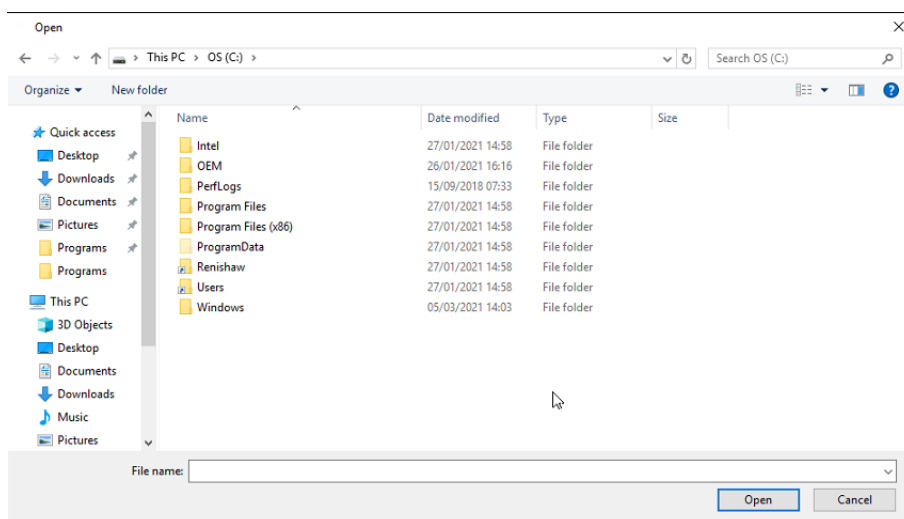 Open
This PC > OS (C:) >
Search OS (C:)
Organize
New folder
Name Date modified Type Size
Quick access
Desktop
Downloads
Documents
Pictures
Programs
Programs
This PC
3D Objects
Desktop
Documents
Downloads
Music
Pictures
Intel 27/01/2021 14:58 File folder
OEM 26/01/2021 16:16 File folder
PerfLogs 15/09/2018 07:33 File folder
Program Files 27/01/2021 14:58 File folder
Program Files (x86) 27/01/2021 14:58 File folder
ProgramData 27/01/2021 14:58 File folder
Renishaw 27/01/2021 14:58 File folder
Users 27/01/2021 14:58 File folder
Windows 05/03/2021 14:03 File folder
File name:
Open Cancel